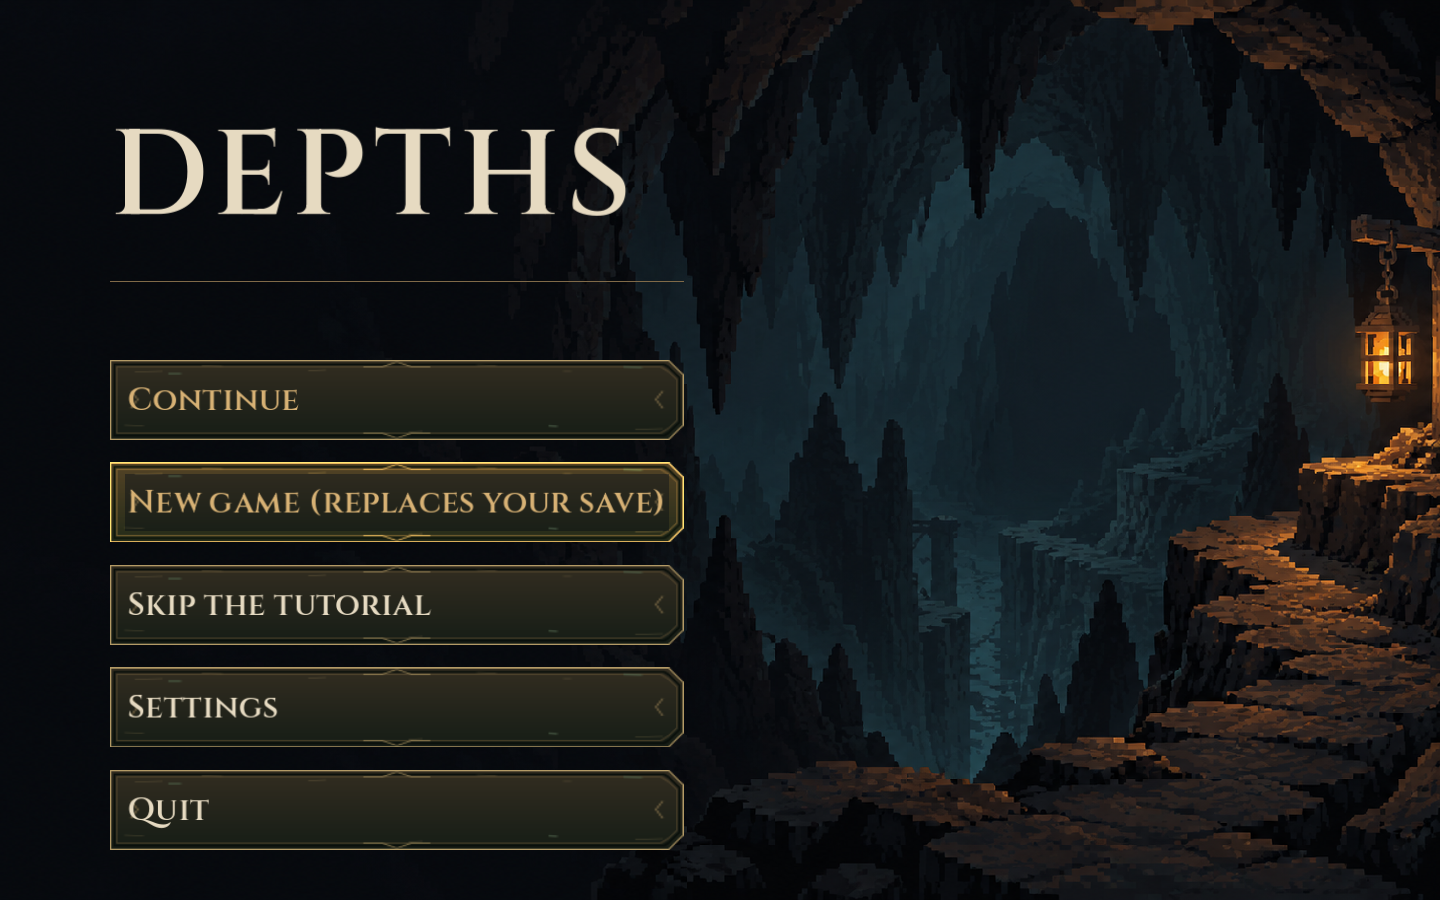 DEPTHS
Continue
New game (replaces your save)
Skip the tutorial
Settings
Quit